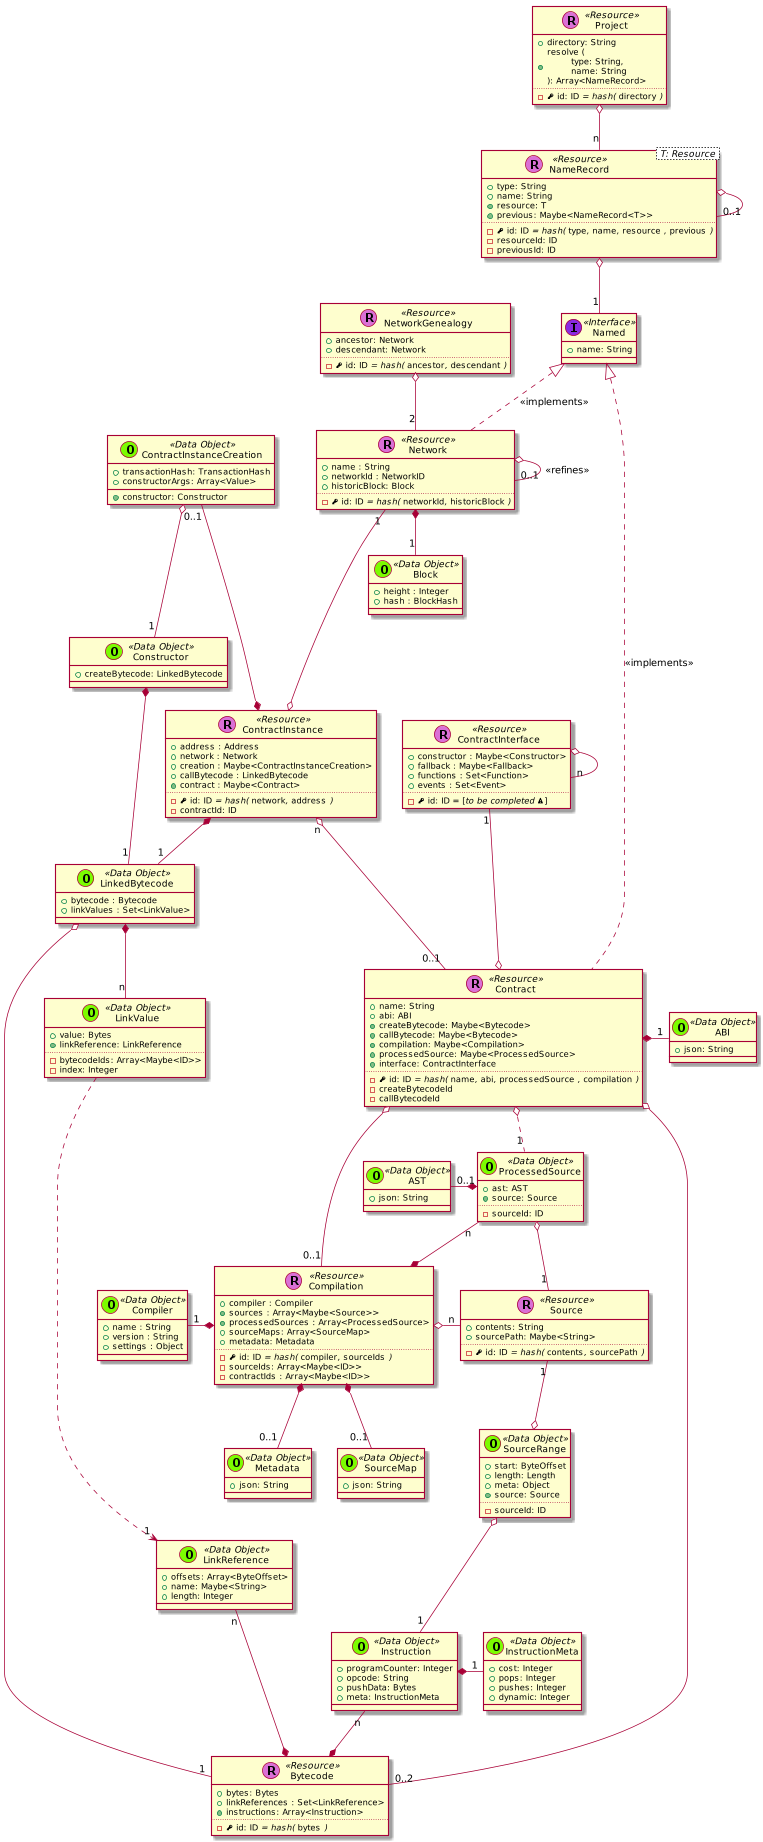 R «Resource»
Project
directory: String
resolve (
type: String,
name: String
): Array<NameRecord>
id: ID = hash( directory )
n
T: Resource
R «Resource»
NameRecord
type: String
name: String
resource: T
previous: Maybe<NameRecord<T>>
id: ID = hash( type, name, resource , previous )
resourceId: ID
previousId: ID
0..1
1
R «Resource»
NetworkGenealogy
ancestor: Network
descendant: Network
id: ID = hash( ancestor, descendant )
I «Interface»
Named
name: String
«implements»
2
O «Data Object»
ContractInstanceCreation
transactionHash: TransactionHash
constructorArgs: Array<Value>
constructor: Constructor
R «Resource»
Network
name : String
networkId : NetworkID
historicBlock: Block
id: ID = hash( networkId, historicBlock )
«refines»
0..1
0..1
1
1
O «Data Object»
Block
height : Integer
hash : BlockHash
1
O «Data Object»
Constructor
createBytecode: LinkedBytecode
«implements»
R «Resource»
ContractInstance
address : Address
network : Network
creation : Maybe<ContractInstanceCreation>
callBytecode : LinkedBytecode
contract : Maybe<Contract>
id: ID = hash( network, address )
contractId: ID
R «Resource»
ContractInterface
constructor : Maybe<Constructor>
fallback : Maybe<Fallback>
functions : Set<Function>
events : Set<Event>
id: ID = [to be completed ]
n
1
1
n
1
O «Data Object»
LinkedBytecode
bytecode : Bytecode
linkValues : Set<LinkValue>
0..1
n
R «Resource»
Contract
name: String
abi: ABI
createBytecode: Maybe<Bytecode>
callBytecode: Maybe<Bytecode>
compilation: Maybe<Compilation>
processedSource: Maybe<ProcessedSource>
interface: ContractInterface
id: ID = hash( name, abi, processedSource , compilation )
createBytecodeId
callBytecodeId
O «Data Object»
LinkValue
value: Bytes
linkReference: LinkReference
bytecodeIds: Array<Maybe<ID>>
index: Integer
1
O «Data Object»
ABI
json: String
1
O «Data Object»
AST
json: String
0..1
O «Data Object»
ProcessedSource
ast: AST
source: Source
sourceId: ID
n
0..1
1
O «Data Object»
Compiler
name : String
version : String
settings : Object
1
R «Resource»
Compilation
compiler : Compiler
sources : Array<Maybe<Source>>
processedSources : Array<ProcessedSource>
sourceMaps: Array<SourceMap>
metadata: Metadata
id: ID = hash( compiler, sourceIds )
sourceIds: Array<Maybe<ID>>
contractIds : Array<Maybe<ID>>
n
R «Resource»
Source
contents: String
sourcePath: Maybe<String>
id: ID = hash( contents, sourcePath )
1
0..1
0..1
O «Data Object»
Metadata
json: String
O «Data Object»
SourceMap
json: String
O «Data Object»
SourceRange
start: ByteOffset
length: Length
meta: Object
source: Source
sourceId: ID
1
O «Data Object»
LinkReference
offsets: Array<ByteOffset>
name: Maybe<String>
length: Integer
n
1
O «Data Object»
Instruction
programCounter: Integer
opcode: String
pushData: Bytes
meta: InstructionMeta
1
O «Data Object»
InstructionMeta
cost: Integer
pops: Integer
pushes: Integer
dynamic: Integer
n
1
0..2
R «Resource»
Bytecode
bytes: Bytes
linkReferences : Set<LinkReference>
instructions: Array<Instruction>
id: ID = hash( bytes )